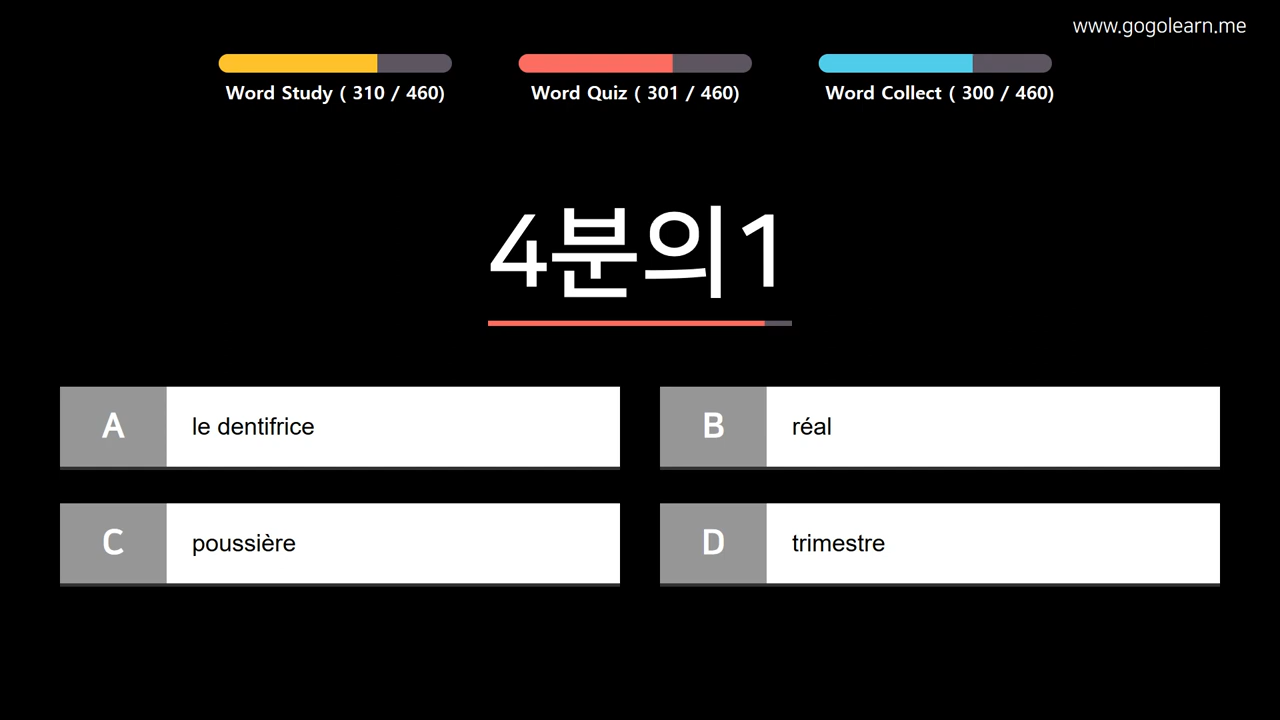 www.gogolearn.me
Word Study ( 310 / 460)
Word Quiz ( 301 / 460)
Word Collect ( 300 / 460)
4분의1
A le dentifrice
B réal
C poussière
D trimestre